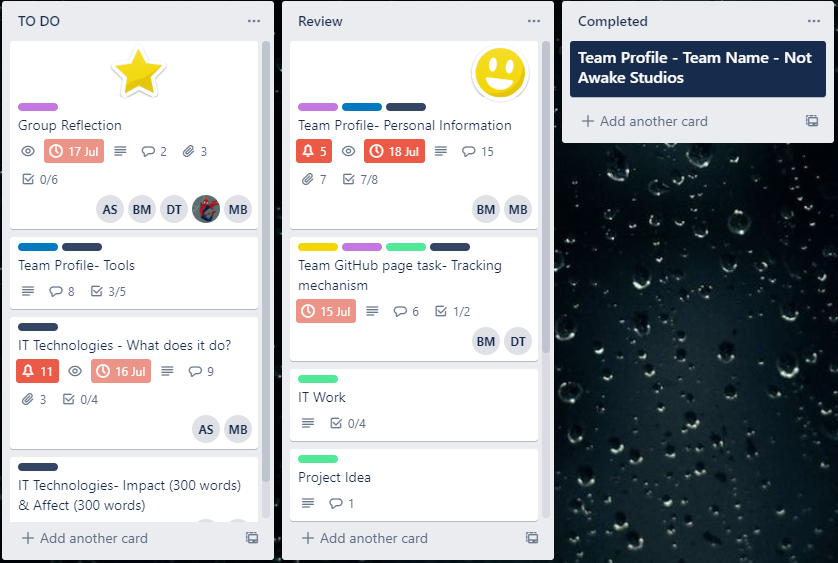 TO DO
Group Reflection
17 Jul 2 3
0/6
AS BM DT MB
Team Profile- Tools
8 3/5
IT Technologies - What does it do?
11 16 Jul 9
3 0/4
AS MB
IT Technologies- Impact (300 words)
& Affect (300 words)
+ Add another card
Review
Team Profile- Personal Information
5 18 Jul 15
7 7/8
BM MB
Team GitHub page task- Tracking
mechanism
15 Jul 6 1/2
BM DT
IT Work
0/4
Project Idea
1
+ Add another card
Completed
Team Profile - Team Name - Not
Awake Studios
+ Add another card